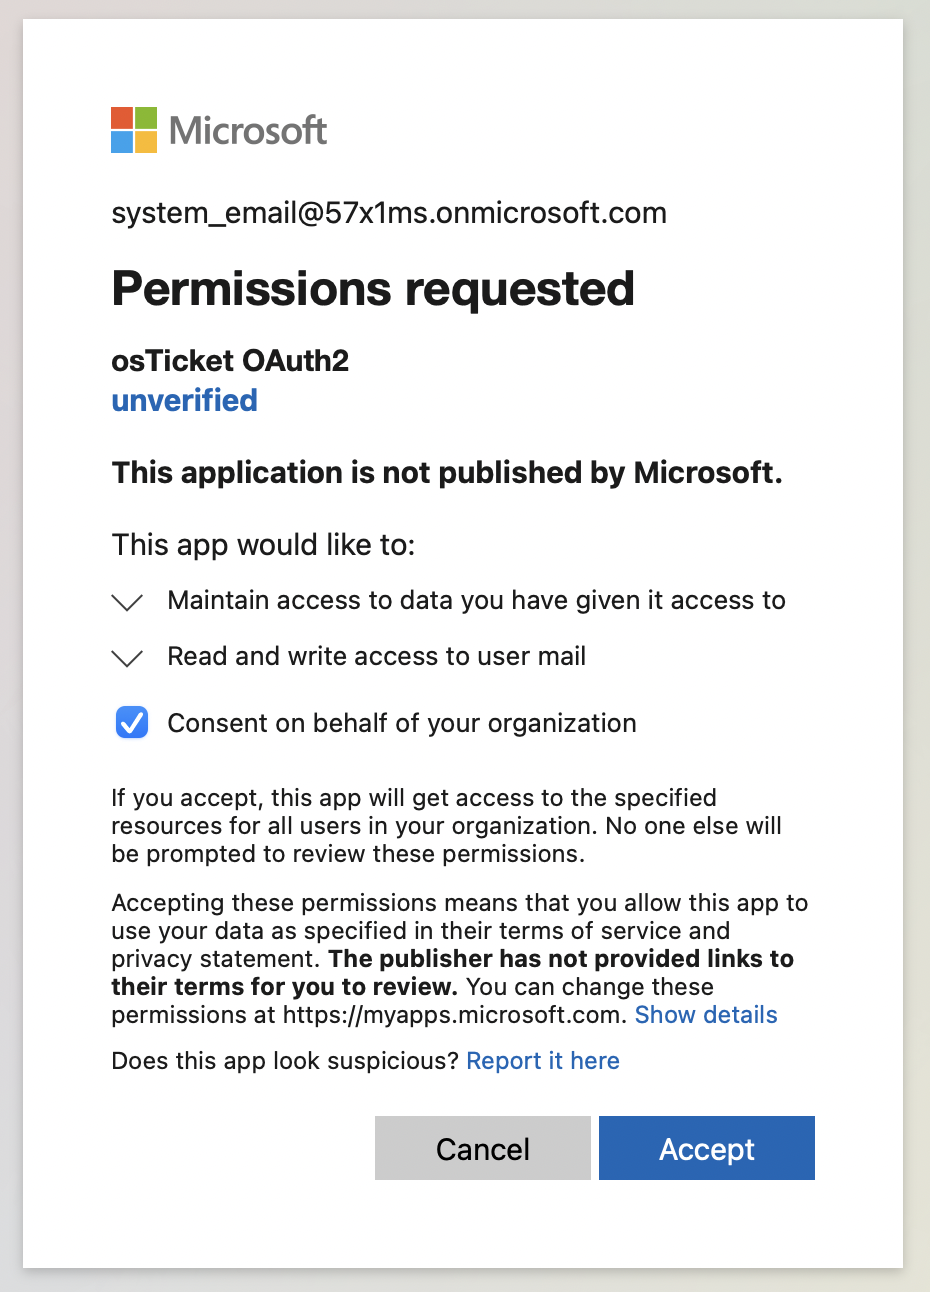 Microsoft
system_email@57x1ms.onmicrosoft.com
Permissions requested
osTicket OAuth2
unverified
This application is not published by Microsoft.
This app would like to:
Maintain access to data you have given it access to
Read and write access to user mail
Consent on behalf of your organization
If you accept, this app will get access to the specified
resources for all users in your organization. No one else will
be prompted to review these permissions.
Accepting these permissions means that you allow this app to
use your data as specified in their terms of service and
privacy statement. The publisher has not provided links to
their terms for you to review. You can change these
permissions at https://myapps.microsoft.com. Show details
Does this app look suspicious? Report it here
Cancel Accept